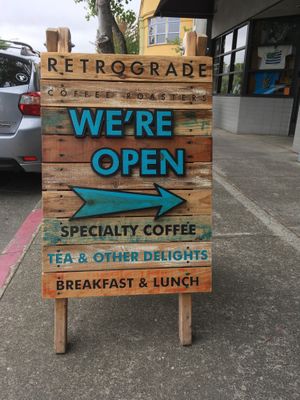 RETROGRADE
COFFEE ROASTERS
WE'RE
OPEN
SPECIALTY COFFEE
TEA & OTHER DELIGHTS
BREAKFAST & LUNCH